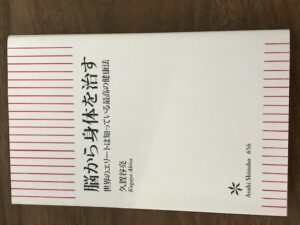 脳から身体を治す
世界のエリートは知っている最高の健康法
久賀谷亮
Kugaya Akira
Asahi Shinsho 656